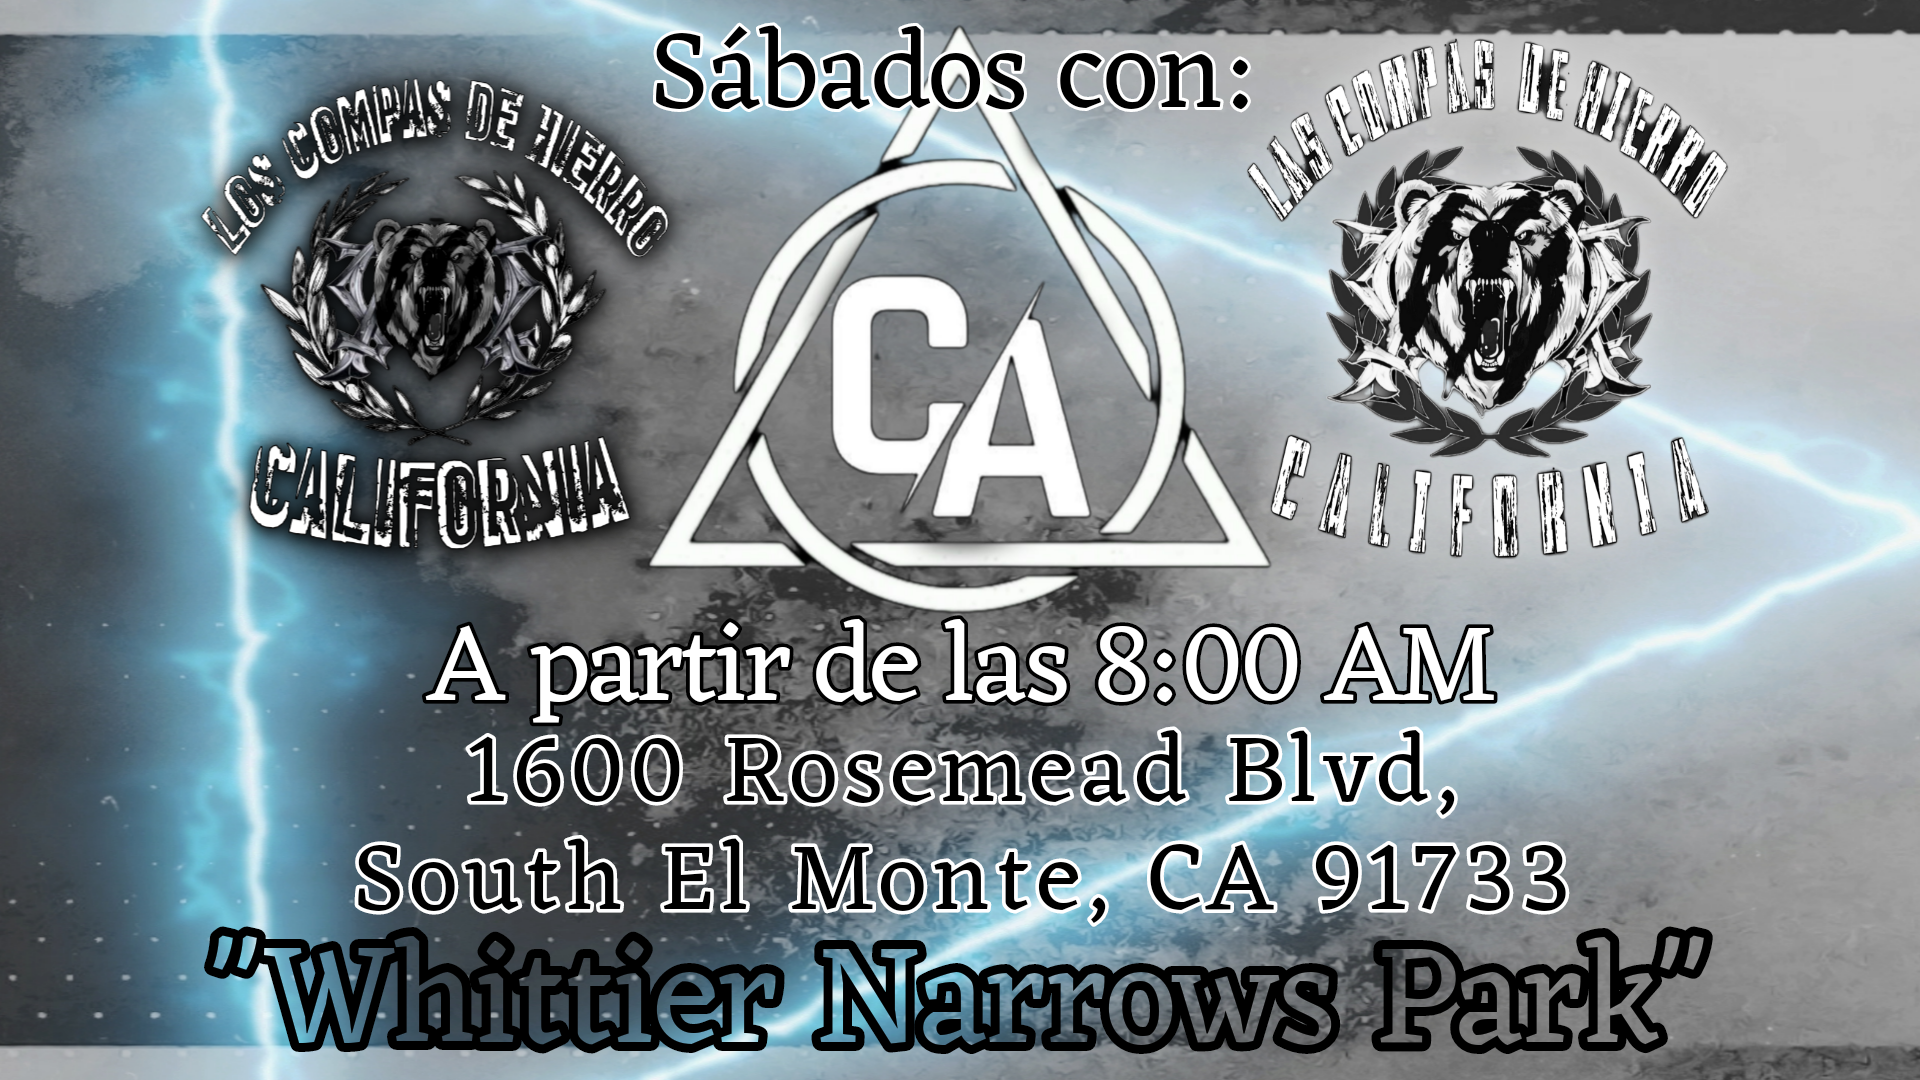 Sábados con:
LOS COMPAS DE HIERRO
CALIFORNIA
CA
LAS COMPAS DE HIERRO
CALIFORNIA
A partir de las 8:00 AM
1600 Rosemead Blvd,
South El Monte, CA 91733
"Whittier Narrows Park"